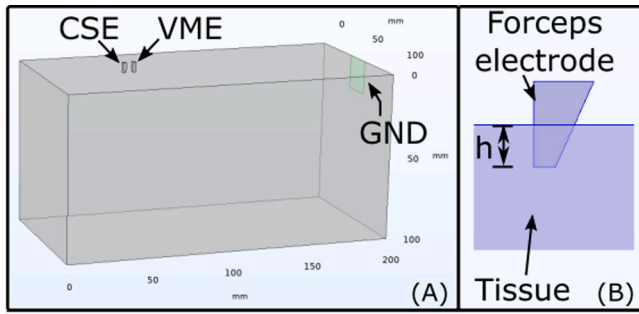 CSE VME
0 mm
50
100
0
GND
50 mm
100
0
50
100
150
200
mm
(A)
Forceps
electrode
h
Tissue
(B)